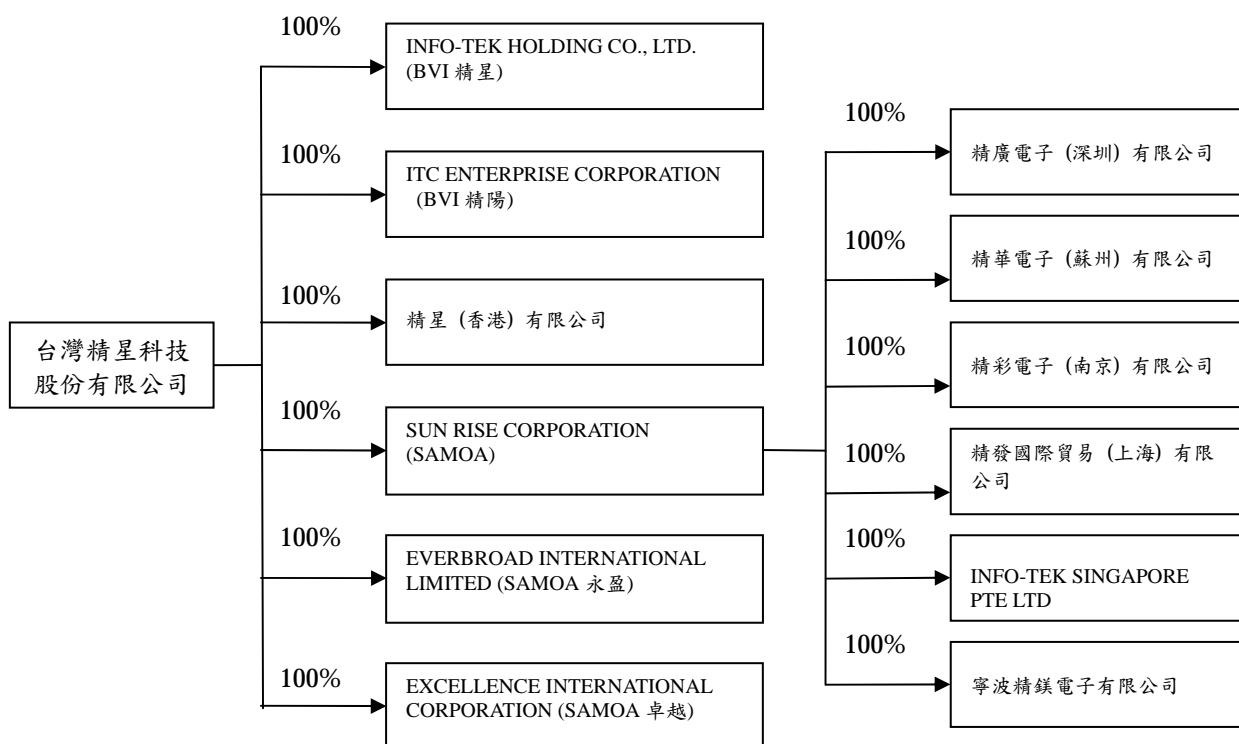 100%
INFO-TEK HOLDING CO., LTD.
(BVI 精星)
100%
ITC ENTERPRISE CORPORATION
(BVI 精陽)
100%
精星 (香港) 有限公司
台灣精星科技
股份有限公司
100%
SUN RISE CORPORATION
(SAMOA)
100%
EVERBROAD INTERNATIONAL
LIMITED (SAMOA 永盈)
100%
EXCELLENCE INTERNATIONAL
CORPORATION (SAMOA 卓越)
100%
精廣電子 (深圳) 有限公司
100%
精華電子 (蘇州) 有限公司
100%
精彩電子 (南京) 有限公司
100%
精發國際貿易 (上海) 有限
公司
100%
INFO-TEK SINGAPORE
PTE LTD
100%
寧波精鎂電子有限公司